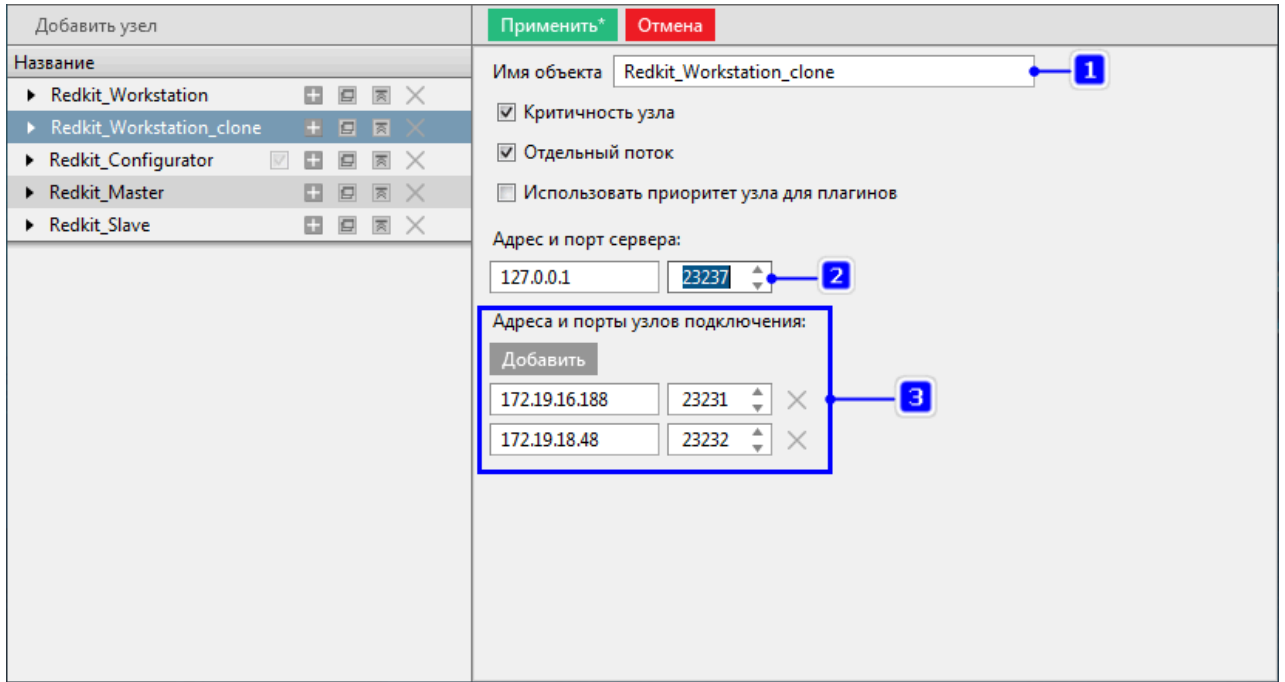 Добавить узел
Применить* Отмена
Название
Redkit_Workstation
Redkit_Workstation_clone
Redkit_Configurator
Redkit_Master
Redkit_Slave
Имя объекта Redkit_Workstation_clone 1
Критичность узла
Отдельный поток
Использовать приоритет узла для плагинов
Адрес и порт сервера:
127.0.0.1 23237 2
Адреса и порты узлов подключения:
Добавить
172.19.16.188 23231 3
172.19.18.48 23232